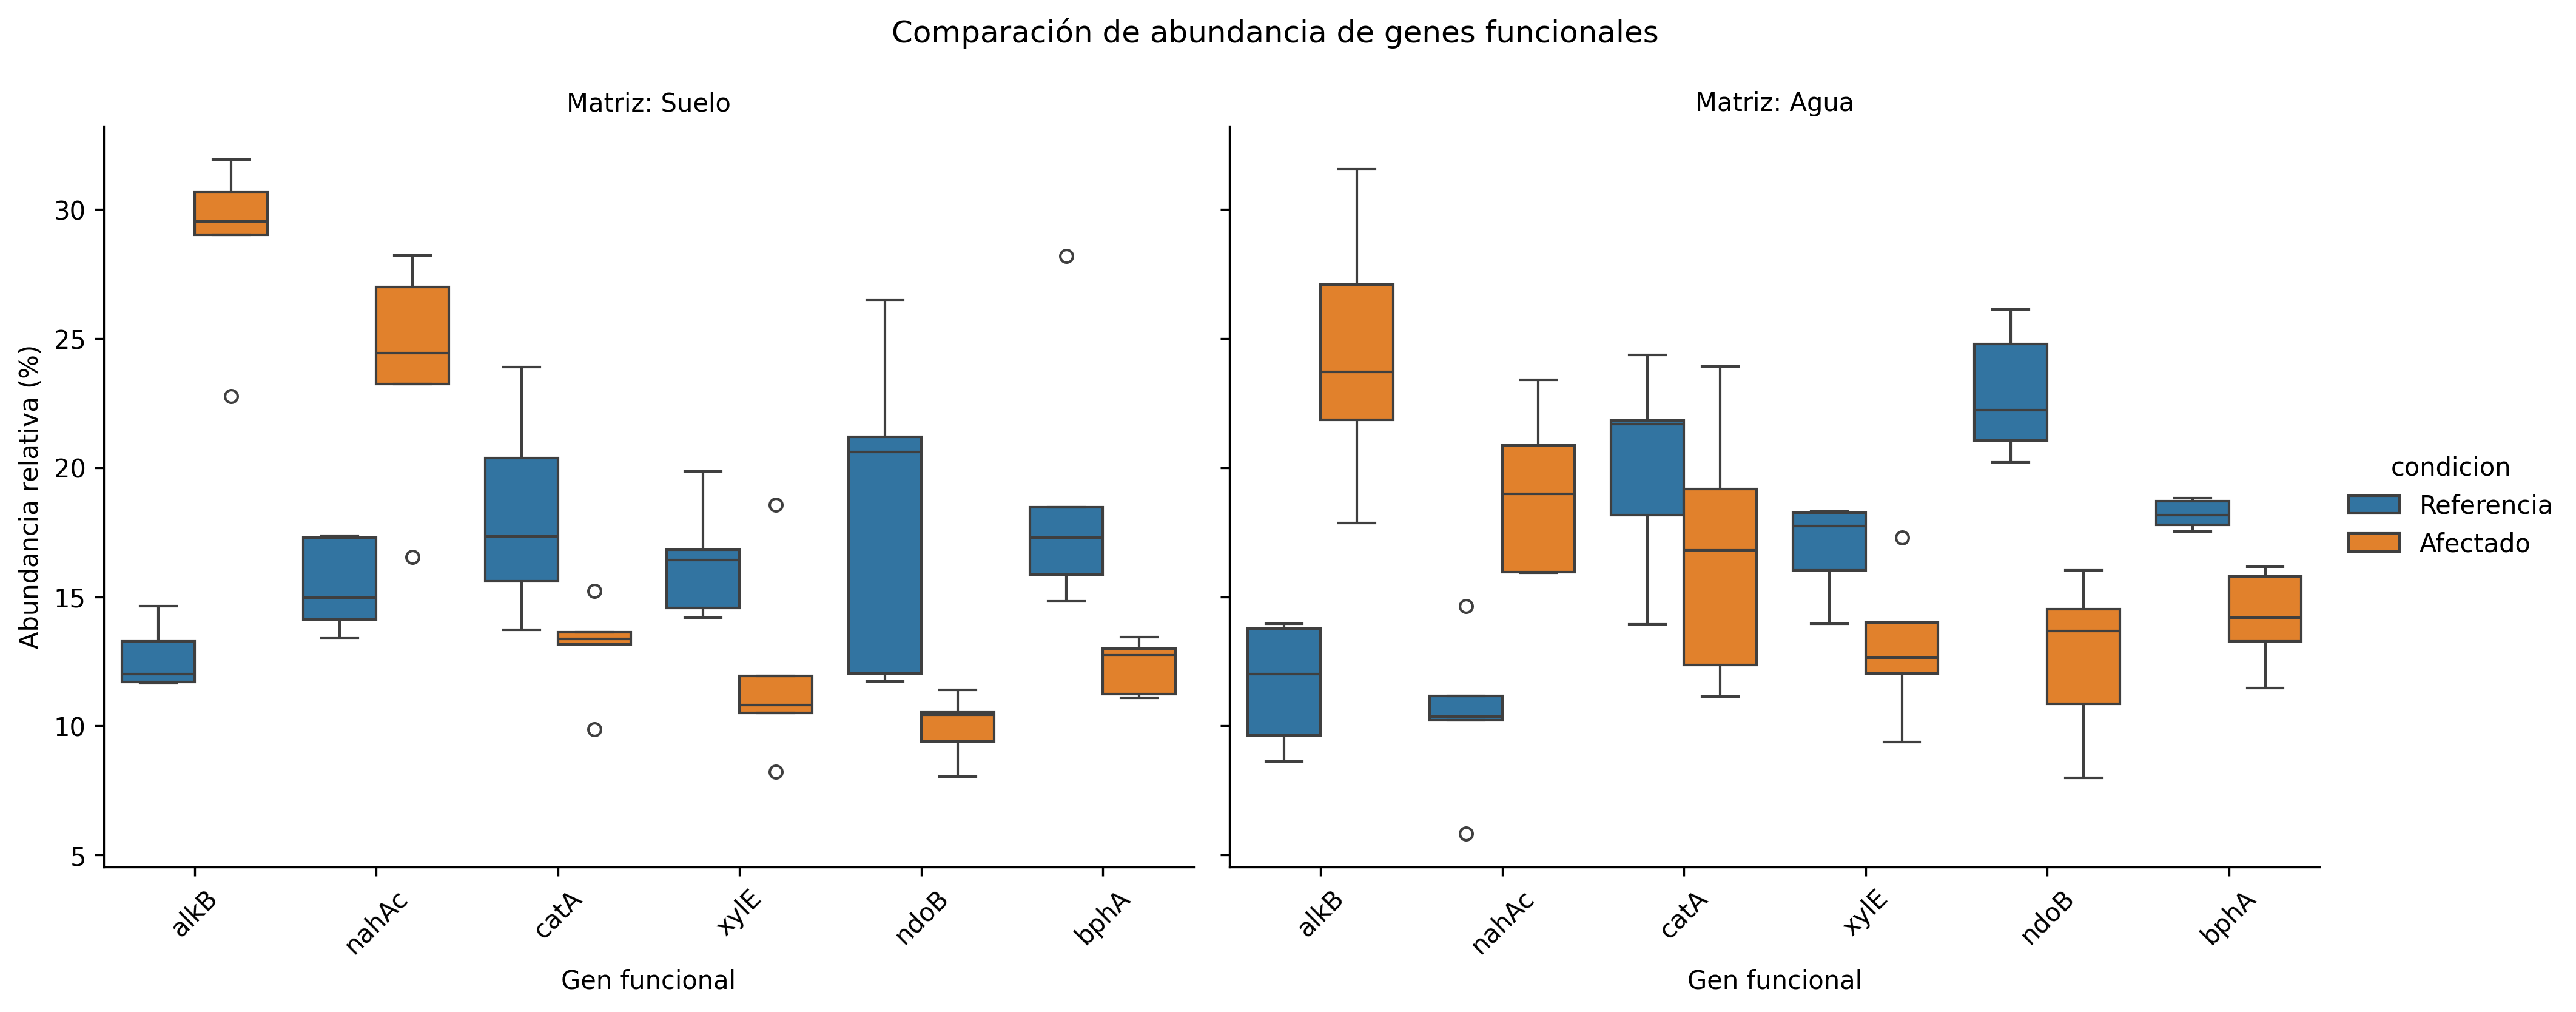 Comparación de abundancia de genes funcionales
Matriz: Suelo
Matriz: Agua
Abundancia relativa (%)
30
25
20
15
10
5
alkB
nahAc
catA
xylE
ndoB
bphA
alkB
nahAc
catA
xylE
ndoB
bphA
Gen funcional
Gen funcional
condicion
Referencia
Afectado